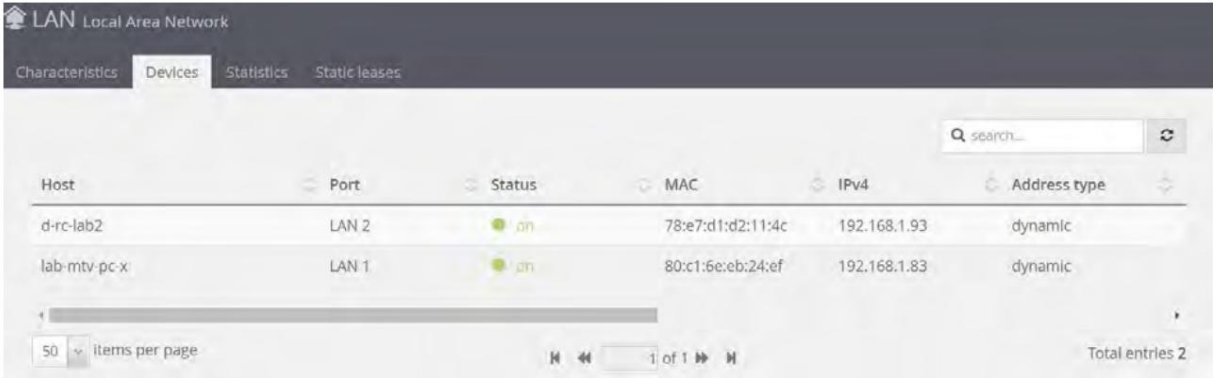 LAN Local Area Network
Characteristics Devices Statistics Static leases
search...
Host Port Status MAC IPv4 Address type
d-rc-lab2 LAN 2 on 78:e7:d1:d2:11:4c 192.168.1.93 dynamic
lab-mtv-pc-x LAN 1 on 80:c1:6e:eb:24:ef 192.168.1.83 dynamic
50 items per page 1 of 1 Total entries 2